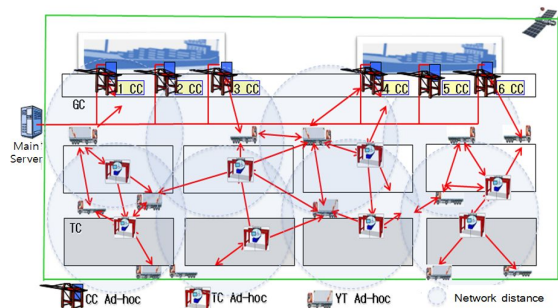 1 CC
2 CC
3 CC
4 CC
5 CC
6 CC
GC
Main
Server
TC
CC Ad-hoc
TC Ad-hoc
YT Ad-hoc
Network distance